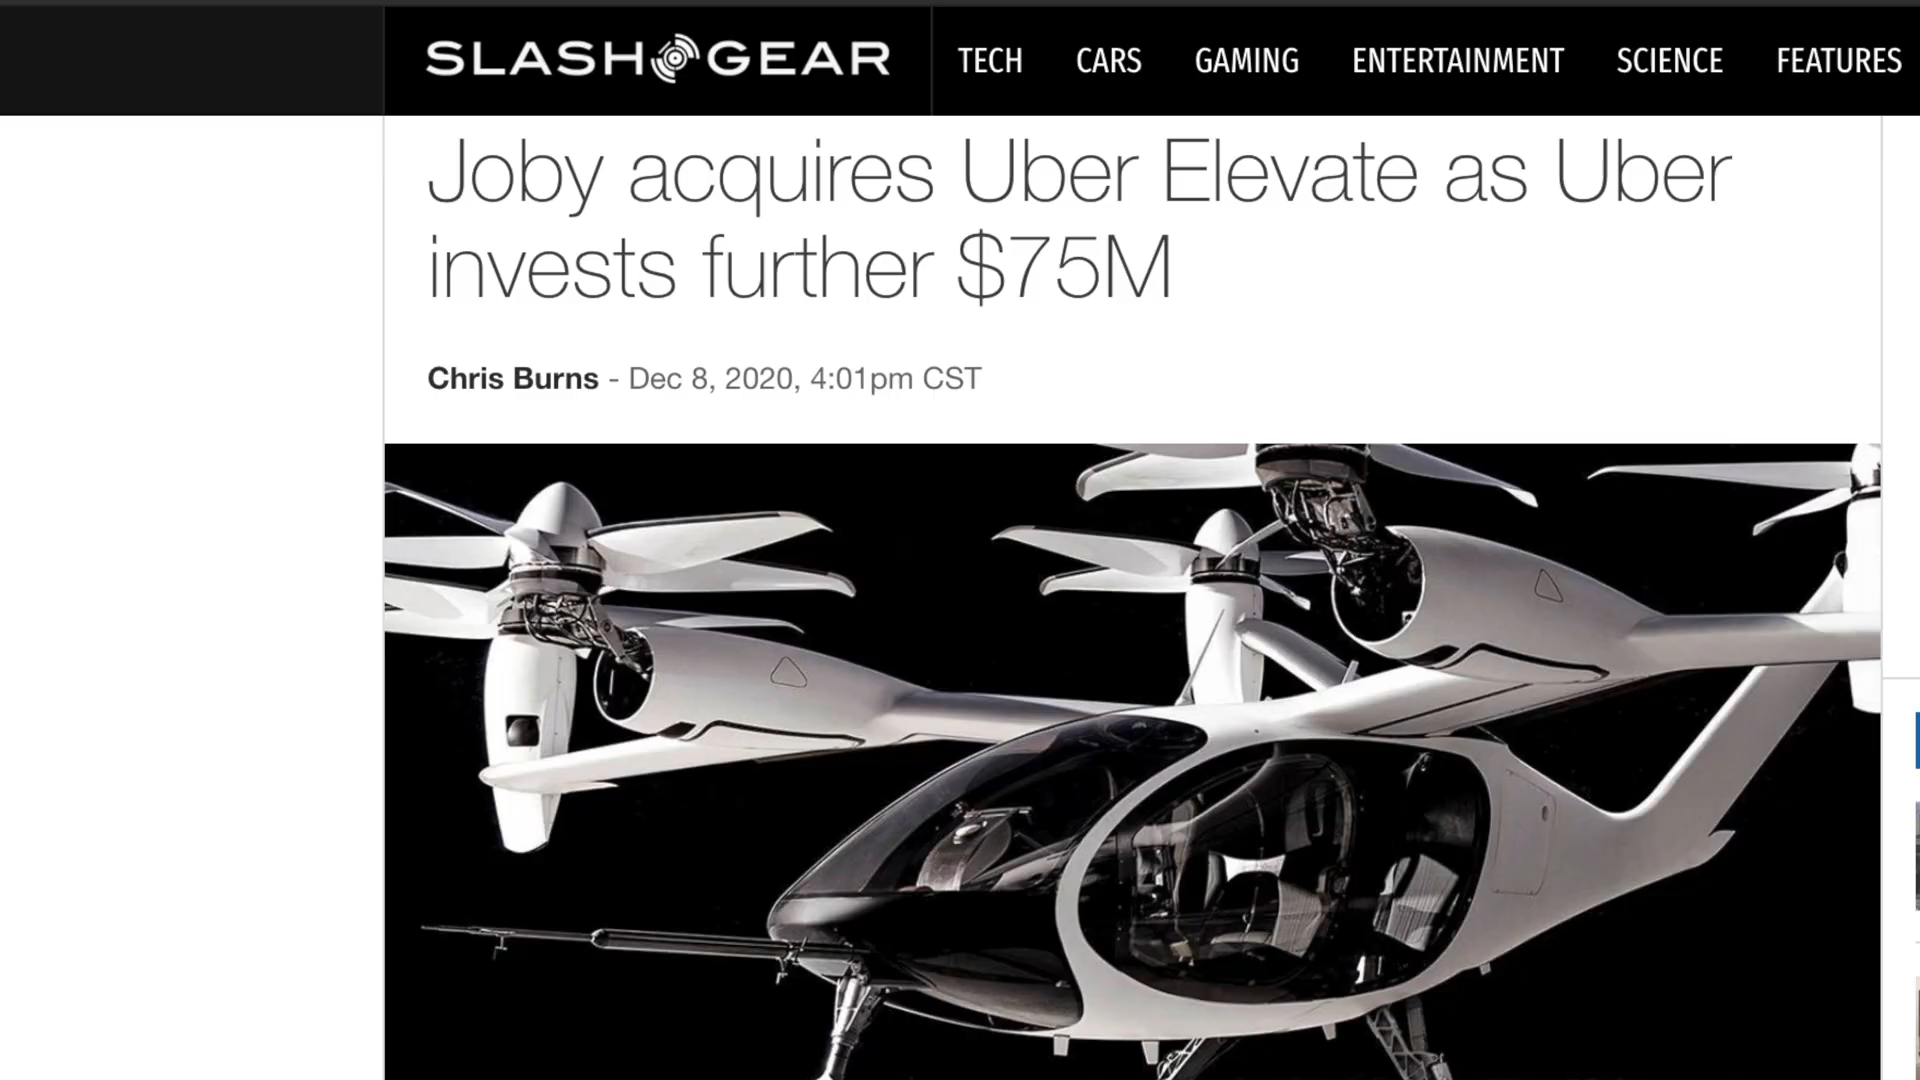 SLASHGEAR
TECH CARS GAMING ENTERTAINMENT SCIENCE FEATURES
Joby acquires Uber Elevate as Uber
invests further $75M
Chris Burns - Dec 8, 2020, 4:01pm CST